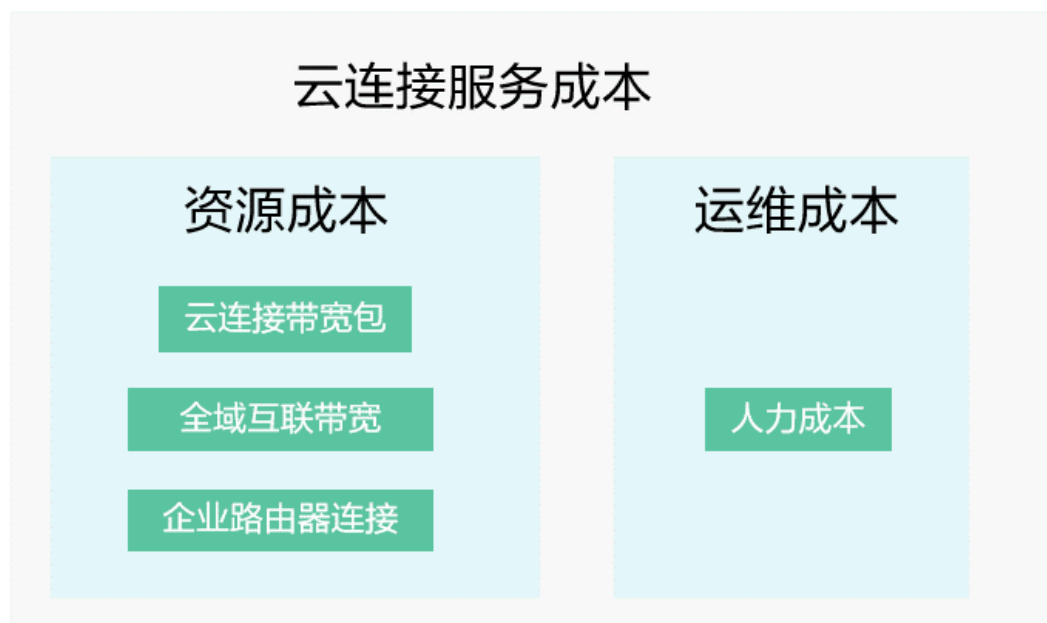 云连接服务成本
资源成本
云连接带宽包
全域互联带宽
企业路由器连接
运维成本
人力成本